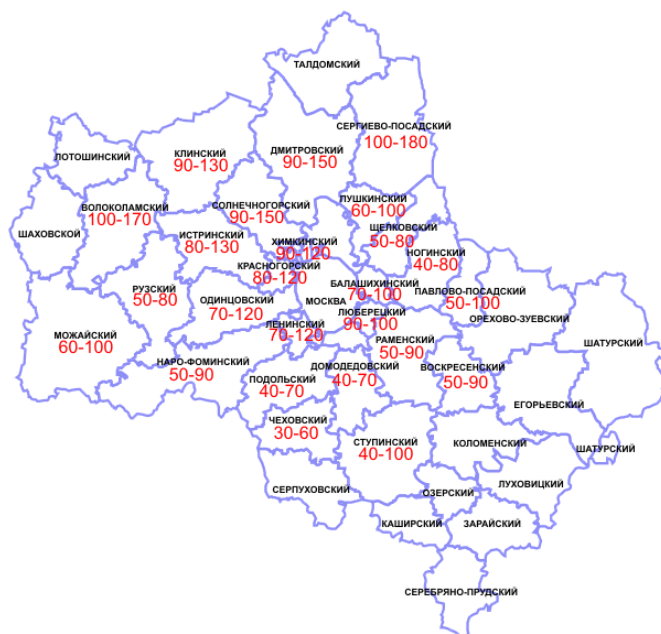 ТАЛДОМСКИЙ
СЕРГИЕВО-ПОСАДСКИЙ
100-180
ДМИТРОВСКИЙ
90-150
КЛИНСКИЙ
90-130
ЛОТОШИНСКИЙ
ПУШКИНСКИЙ
60-100
СОЛНЕЧНОГОРСКИЙ
90-150
ВОЛОКОЛАМСКИЙ
100-170
ШАХОВСКОЙ
ЩЕЛКОВСКИЙ
50-80
ИСТРИНСКИЙ
80-130
ХИМКИНСКИЙ
90-120
НОГИНСКИЙ
40-80
КРАСНОГОРСКИЙ
80-120
БАЛАШИХИНСКИЙ
70-100
РУЗСКИЙ
50-80
ПАВЛОВО-ПОСАДСКИЙ
50-100
ОДИНЦОВСКИЙ
70-120
МОСКВА
ЛЮБЕРЕЦКИЙ
90-100
ОРЕХОВО-ЗУЕВСКИЙ
ЛЕНИНСКИЙ
70-120
МОЖАЙСКИЙ
60-100
РАМЕНСКИЙ
50-90
ШАТУРСКИЙ
НАРО-ФОМИНСКИЙ
50-90
ДОМОДЕДОВСКИЙ
40-70
ВОСКРЕСЕНСКИЙ
50-90
ПОДОЛЬСКИЙ
40-70
ЕГОРЬЕВСКИЙ
ЧЕХОВСКИЙ
30-60
СТУПИНСКИЙ
40-100
КОЛОМЕНСКИЙ
ШАТУРСКИЙ
ЛУХОВИЦКИЙ
СЕРПУХОВСКИЙ
ОЗЕРСКИЙ
КАШИРСКИЙ
ЗАРАЙСКИЙ
СЕРЕБРЯНО-ПРУДСКИЙ